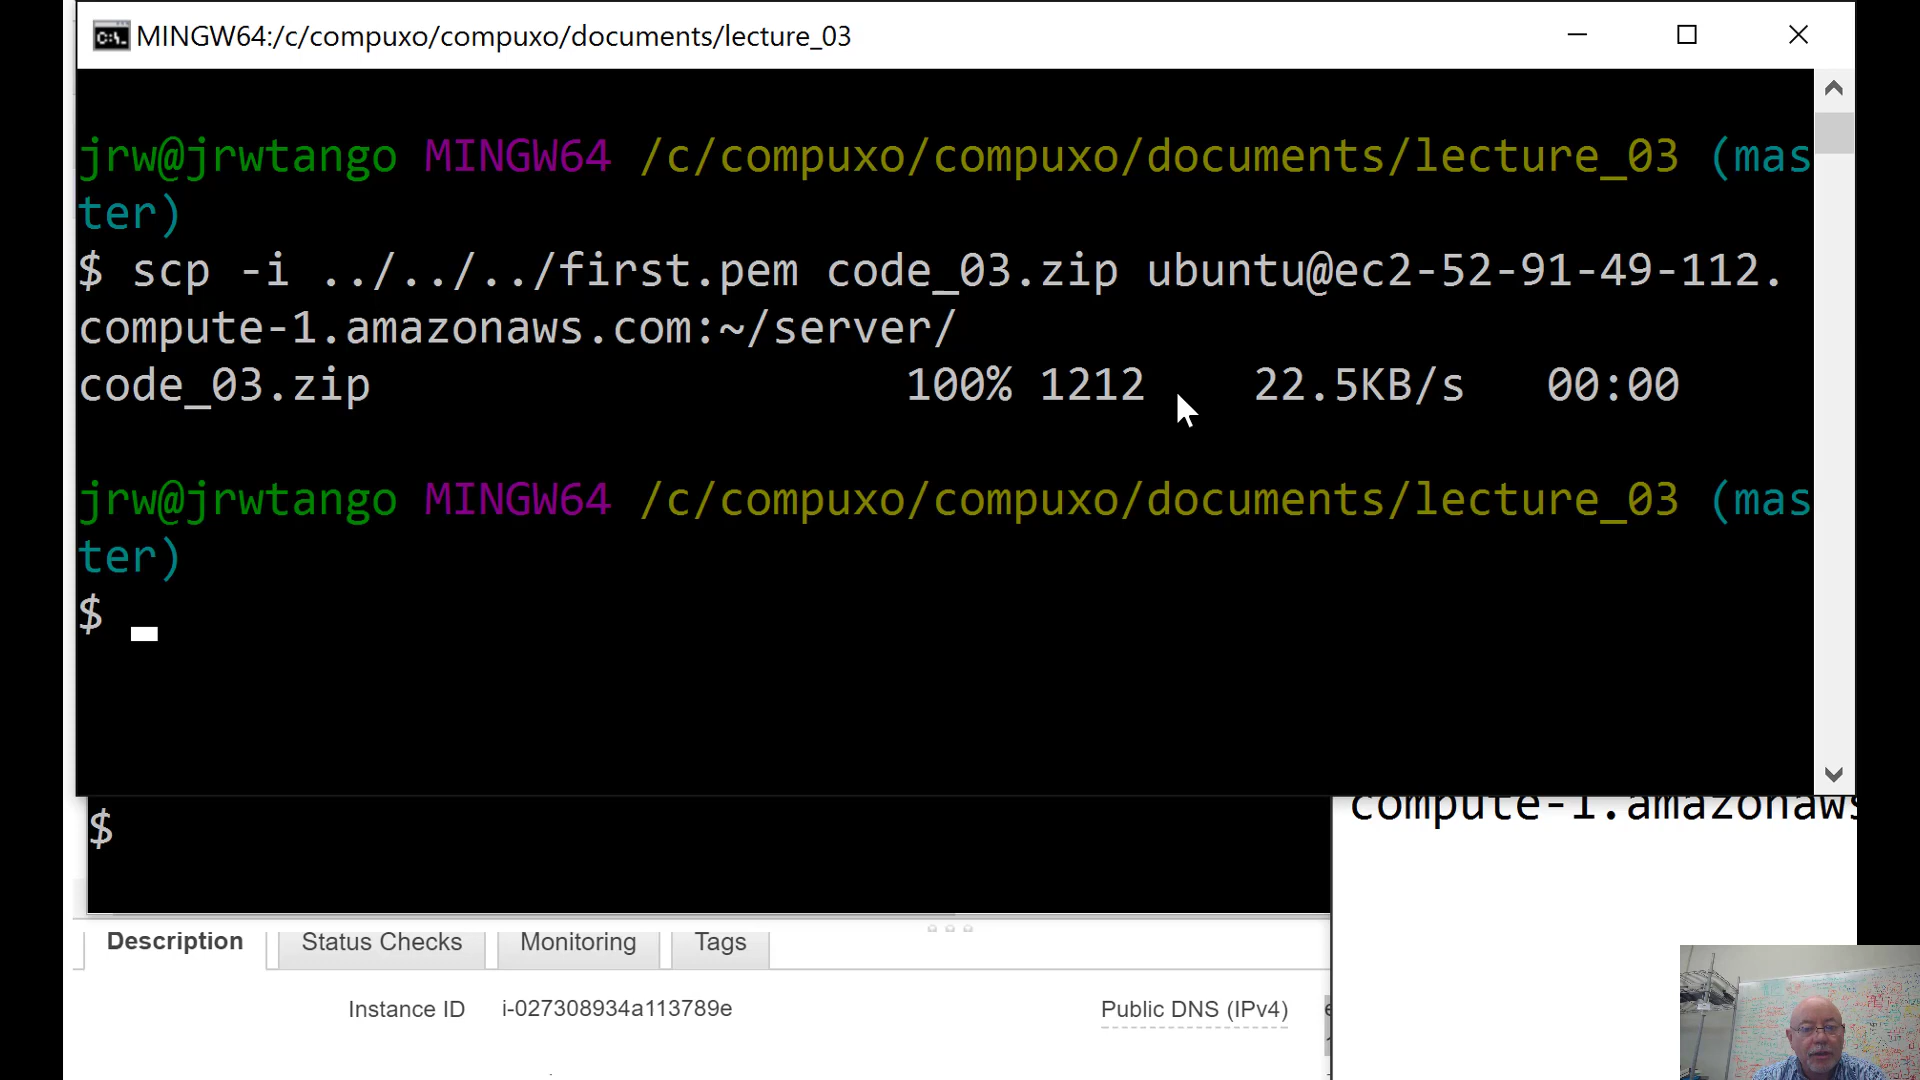 MINGW64:/c/compuxo/compuxo/documents/lecture_03
jrw@jrwtango MINGW64 /c/compuxo/compuxo/documents/lecture_03 (mas
ter)
$ scp -i ../../../first.pem code_03.zip ubuntu@ec2-52-91-49-112.
compute-1.amazonaws.com:~/server/
code_03.zip 100% 1212 22.5KB/s 00:00
jrw@jrwtango MINGW64 /c/compuxo/compuxo/documents/lecture_03 (mas
ter)
$
compute-1.amazonaws
$
Description Status Checks Monitoring Tags
Instance ID i-027308934a113789e Public DNS (IPv4)